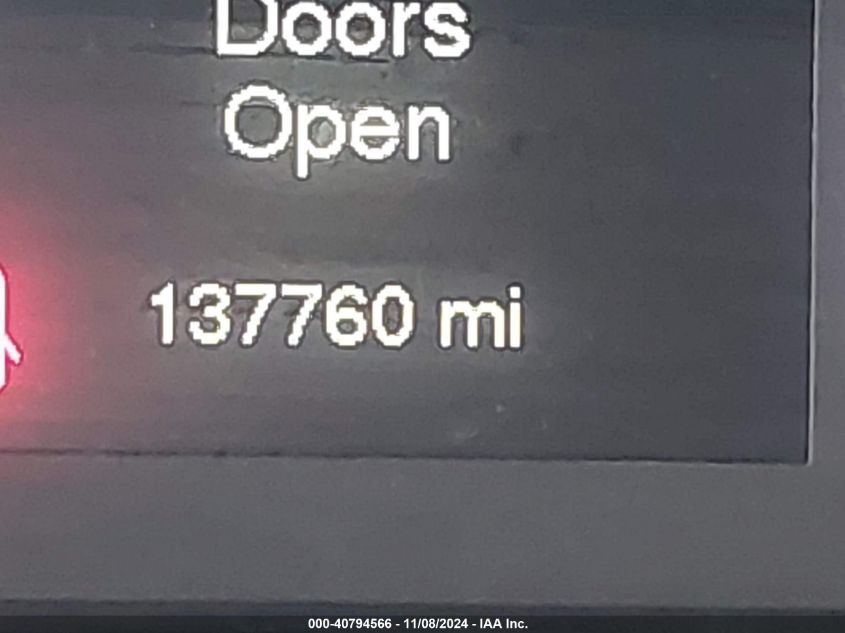 Doors
Open
137760 mi
000-40794566 - 11/08/2024 - IAA Inc.